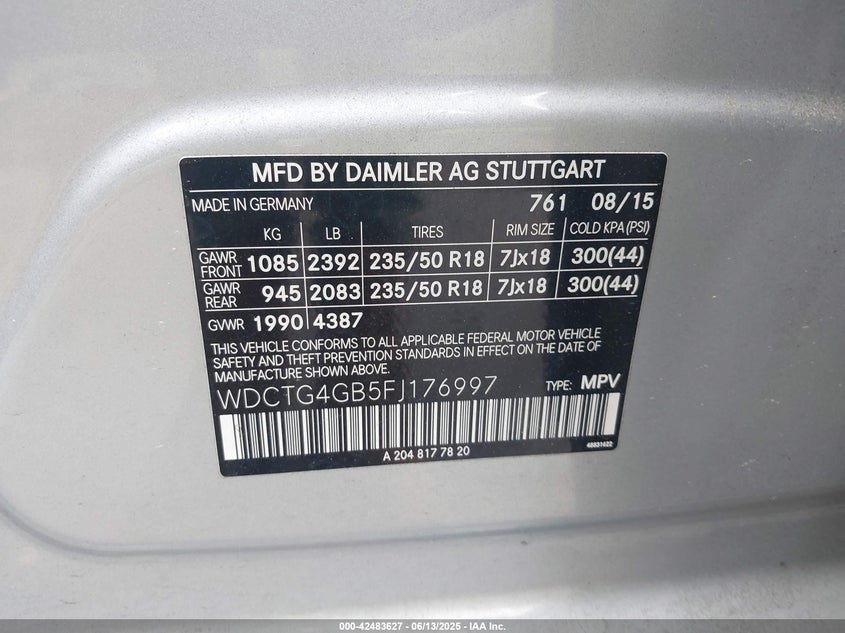 MFD BY DAIMLER AG STUTTGART
MADE IN GERMANY 761 08/15
KG LB TIRES RIM SIZE COLD KPA(PSI)
GAWR FRONT 1085 2392 235/50 R18 7Jx18 300(44)
GAWR REAR 945 2083 235/50 R18 7Jx18 300(44)
GVWR 1990 4387
THIS VEHICLE CONFORMS TO ALL APPLICABLE FEDERAL MOTOR VEHICLE
SAFETY AND THEFT PREVENTION STANDARDS IN EFFECT ON THE DATE OF
MANUFACTURE SHOWN ABOVE.
WDCTG4GB5FJ176997 TYPE: MPV
A 204 817 78 20 48831622
000-42483627 - 06/13/2025 - IAA Inc.